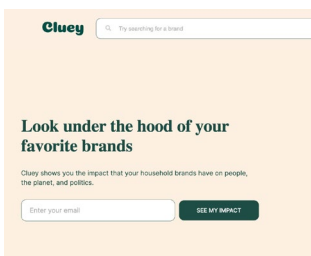 Cluey
Try searching for a brand
Look under the hood of your
favorite brands
Cluey shows you the impact that your household brands have on people,
the planet, and politics.
Enter your email
SEE MY IMPACT